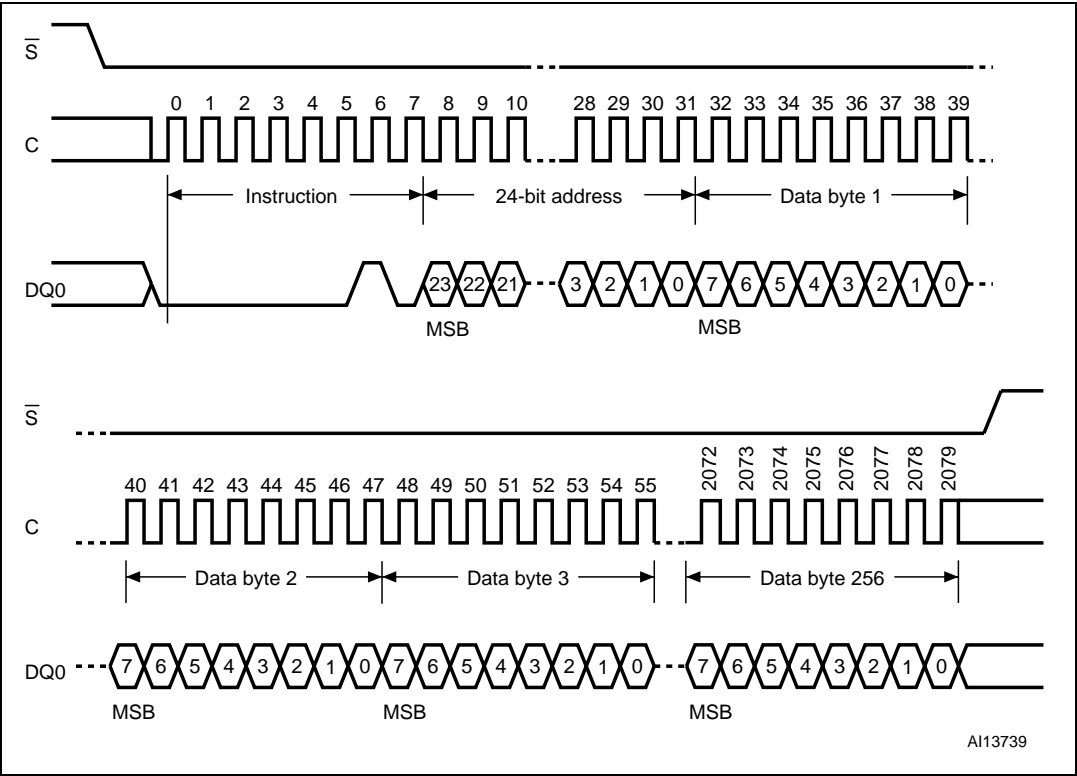 S̅
0 1 2 3 4 5 6 7 8 9 10 28 29 30 31 32 33 34 35 36 37 38 39
C
Instruction 24-bit address Data byte 1
DQ0 23 22 21 3 2 1 0 7 6 5 4 3 2 1 0
MSB MSB
S̅
40 41 42 43 44 45 46 47 48 49 50 51 52 53 54 55 2072 2073 2074 2075 2076 2077 2078 2079
C
Data byte 2 Data byte 3 Data byte 256
DQ0 7 6 5 4 3 2 1 0 7 6 5 4 3 2 1 0 7 6 5 4 3 2 1 0
MSB MSB MSB
AI13739